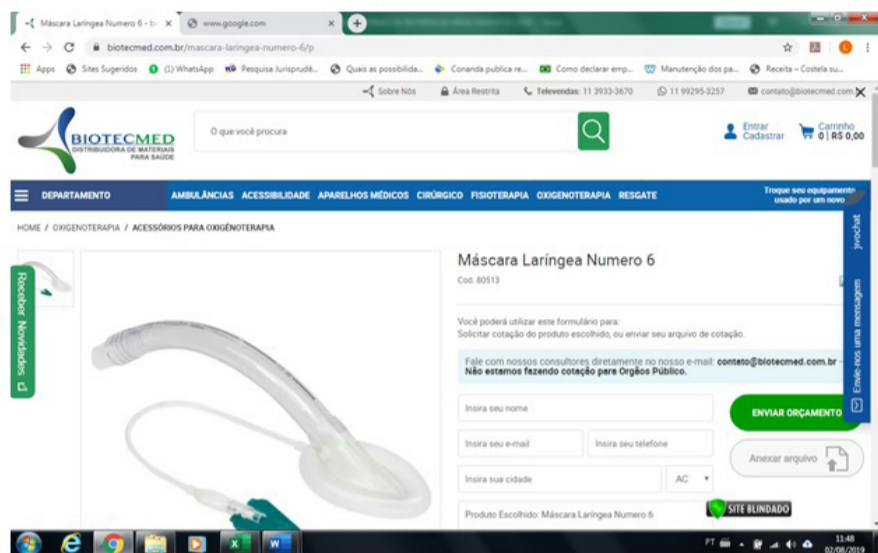 Máscara Laríngea Numero 6 - bi
www.google.com
biotecmed.com.br/mascara-laringea-numero-6/p
Apps Sites Sugeridos (1) WhatsApp Pesquisa Jurisprudê... Quais as possibilida... Conanda publica re... Como declarar emp... Manutenção dos pa... Receita – Costela su...
Sobre Nós Área Restrita Televendas: 11 3933-3670 11 99295-3257 contato@biotecmed.com
BIOTECMED
DISTRIBUIDORA DE MATERIAIS
PARA SAÚDE
O que você procura
Entrar
Cadastrar
Carrinho
0 | R$ 0,00
DEPARTAMENTO AMBULÂNCIAS ACESSIBILIDADE APARELHOS MÉDICOS CIRÚRGICO FISIOTERAPIA OXIGENOTERAPIA RESGATE
Troque seu equipamento
usado por um novo
HOME / OXIGENOTERAPIA / ACESSÓRIOS PARA OXIGÊNOTERAPIA
Receber Novidades
Máscara Laríngea Numero 6
Cod. 80513
Você poderá utilizar este formulário para:
Solicitar cotação do produto escolhido, ou enviar seu arquivo de cotação.
Fale com nossos consultores diretamente no nosso e-mail: contato@biotecmed.com.br –
Não estamos fazendo cotação para Orgãos Público.
Insira seu nome
ENVIAR ORÇAMENTO
Insira seu e-mail
Insira seu telefone
Anexar arquivo
Insira sua cidade
AC
Produto Escolhido: Máscara Laríngea Numero 6
SITE BLINDADO
jivochat
Envie-nos uma mensagem
PT
11:48
02/08/2019